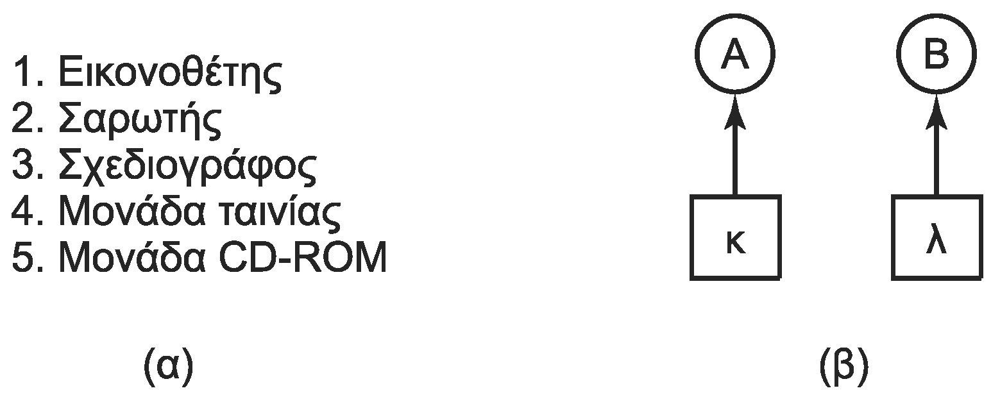 1. Εικονοθέτης
2. Σαρωτής
3. Σχεδιογράφος
4. Μονάδα ταινίας
5. Μονάδα CD-ROM
(α)
Α Β
κ λ
(β)